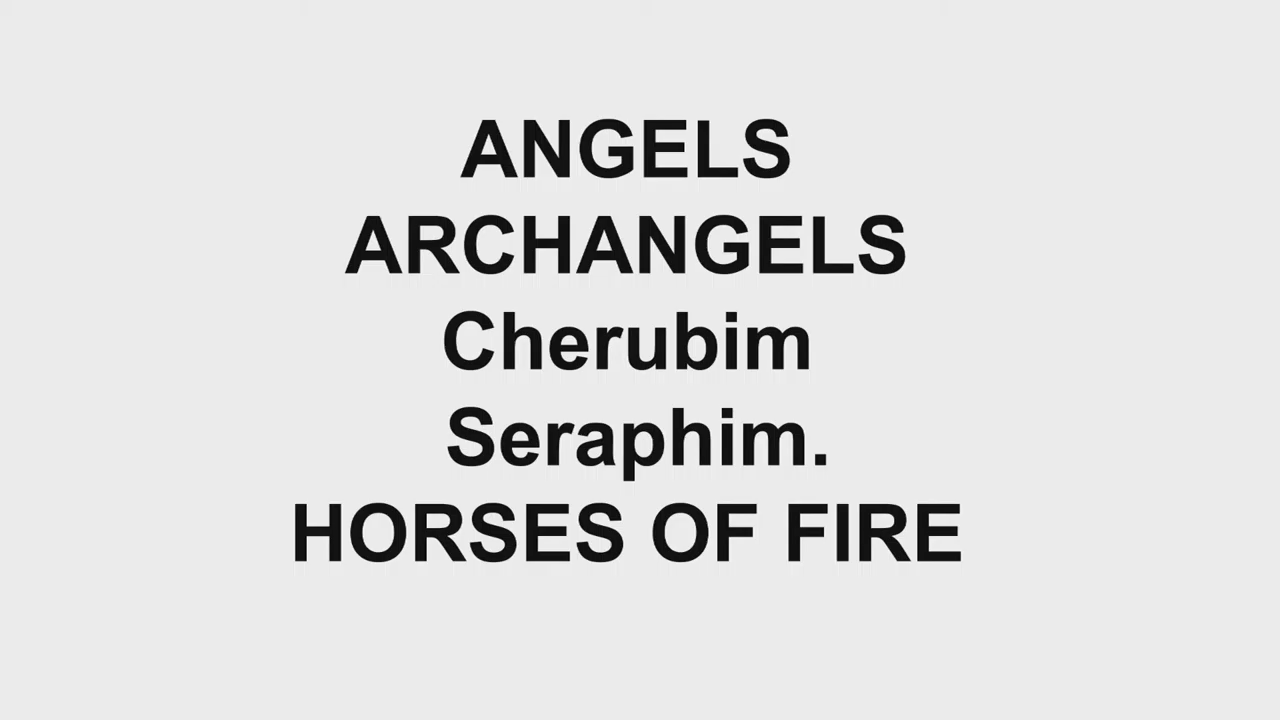 ANGELS
ARCHANGELS
Cherubim
Seraphim.
HORSES OF FIRE